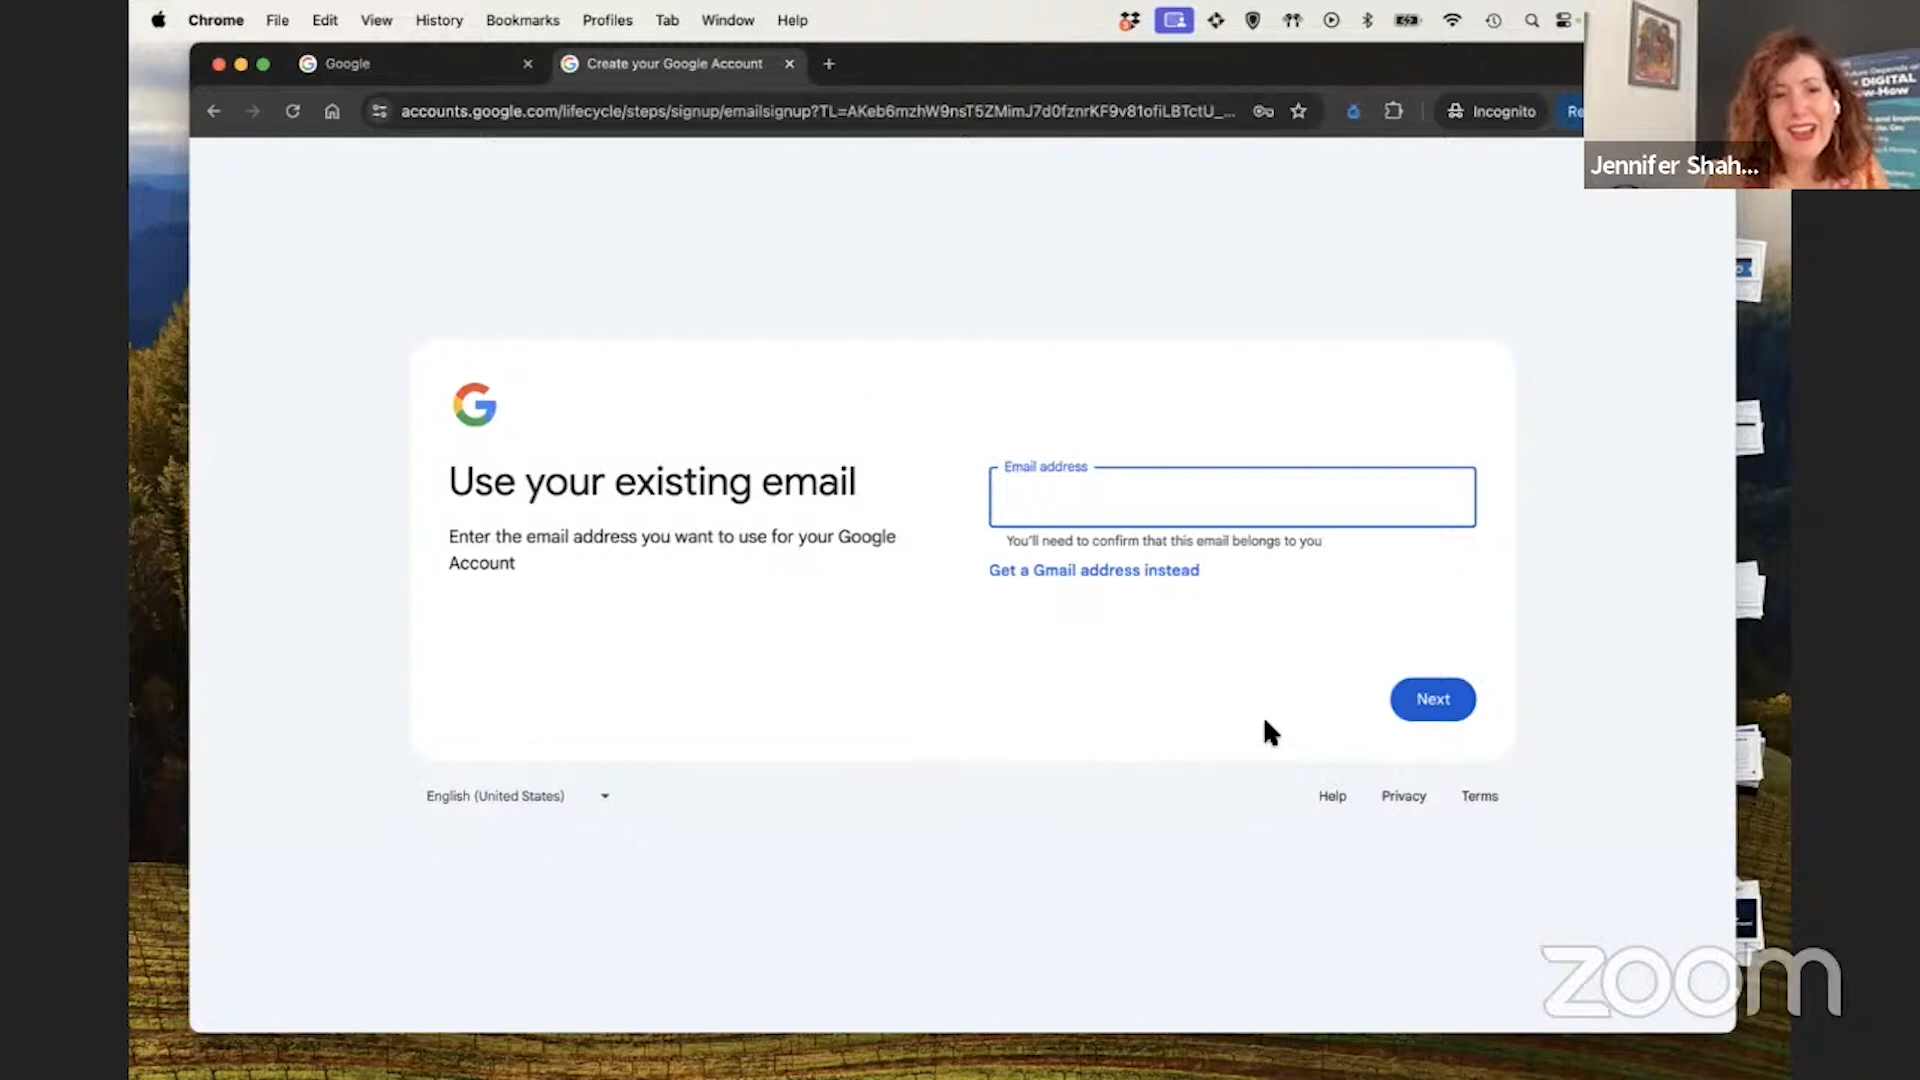 Chrome File Edit View History Bookmarks Profiles Tab Window Help
Google
Create your Google Account
accounts.google.com/lifecycle/steps/signup/emailsignup?TL=AKeb6mzhW9nsT5ZMimJ7d0fznrKF9v81ofiLBTctU_...
Incognito
Re
DIGITAL
Jennifer Shah...
Use your existing email
Enter the email address you want to use for your Google
Account
Email address
You'll need to confirm that this email belongs to you
Get a Gmail address instead
Next
English (United States)
Help Privacy Terms
zoom